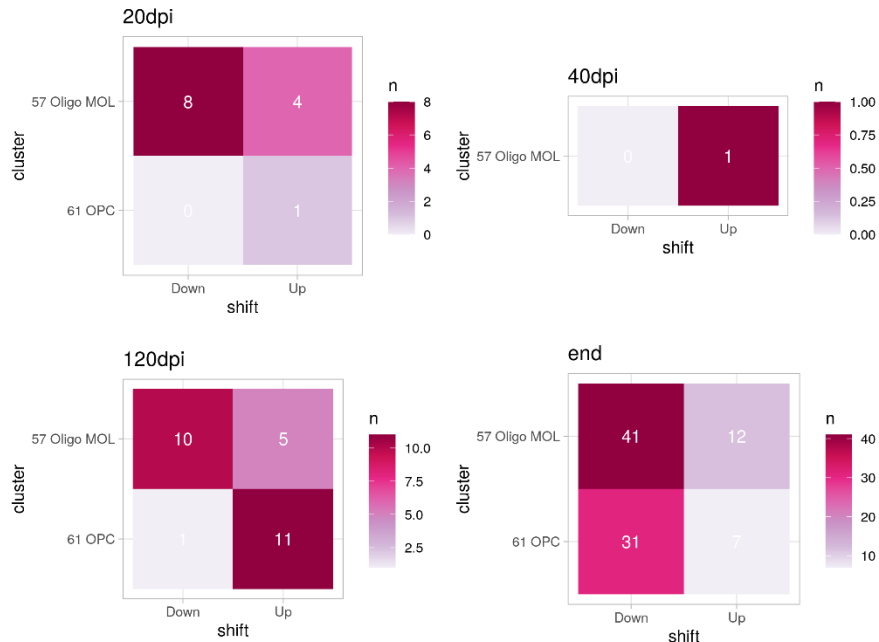 20dpi
cluster
57 Oligo MOL
61 OPC
8 4
0 1
Down Up
shift
n
8
6
4
2
0
40dpi
cluster
57 Oligo MOL
0 1
Down Up
shift
n
1.00
0.75
0.50
0.25
0.00
120dpi
cluster
57 Oligo MOL
61 OPC
10 5
1 11
Down Up
shift
n
10.0
7.5
5.0
2.5
end
cluster
57 Oligo MOL
61 OPC
41 12
31 7
Down Up
shift
n
40
30
20
10